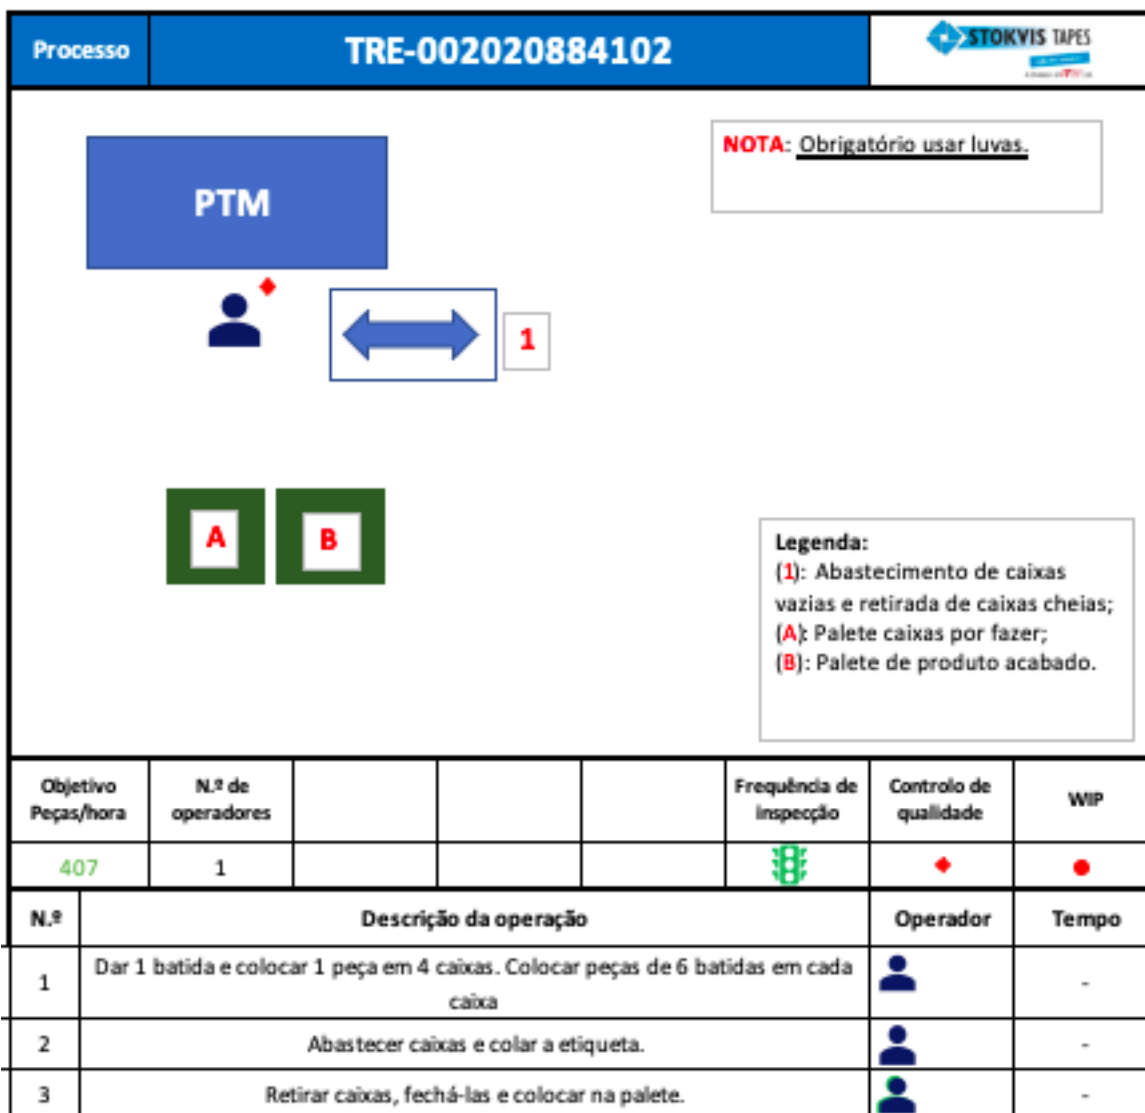 Processo
TRE-002020884102
STOKVIS TAPES
NOTA: Obrigatório usar luvas.
PTM
1
A
B
Legenda:
(1): Abastecimento de caixas
vazias e retirada de caixas cheias;
(A): Palete caixas por fazer;
(B): Palete de produto acabado.
Objetivo
Peças/hora
N.º de
operadores
Frequência de
inspecção
Controlo de
qualidade
WIP
407
1
N.º
Descrição da operação
Operador
Tempo
1
Dar 1 batida e colocar 1 peça em 4 caixas. Colocar peças de 6 batidas em cada
caixa
-
2
Abastecer caixas e colar a etiqueta.
-
3
Retirar caixas, fechá-las e colocar na palete.
-